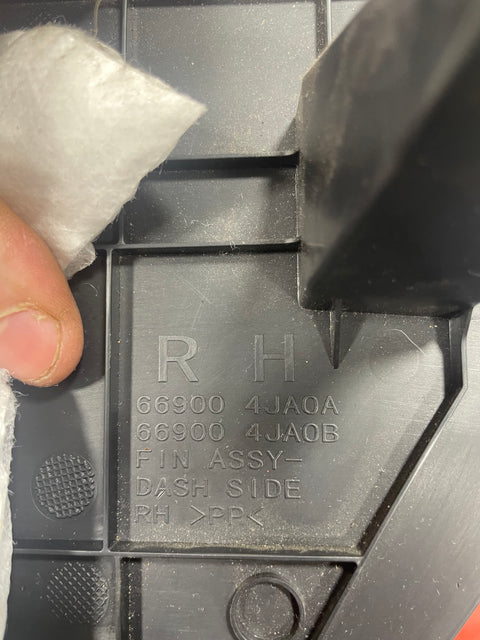 R H
66900 4JA0A
66900 4JA0B
FIN ASSY-
DASH SIDE
RH >PP<